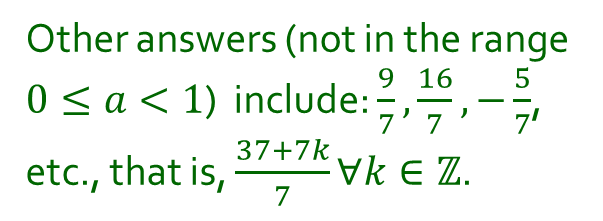 Other answers (not in the range
0 ≤ a < 1) include: 9/7, 16/7, −5/7,
etc., that is, (37+7k)/7 ∀k ∈ ℤ.